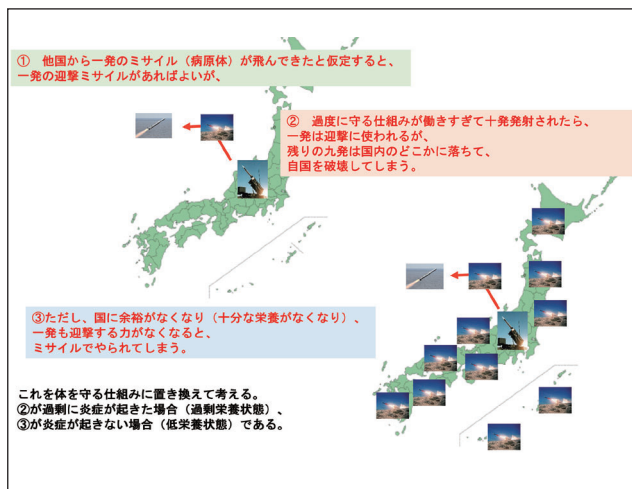 ① 他国から一発のミサイル（病原体）が飛んできたと仮定すると、
一発の迎撃ミサイルがあればよいが、
② 過度に守る仕組みが働きすぎて十発発射されたら、
一発は迎撃に使われるが、
残りの九発は国内のどこかに落ちて、
自国を破壊してしまう。
③ただし、国に余裕がなくなり（十分な栄養がなくなり）、
一発も迎撃する力がなくなると、
ミサイルでやられてしまう。
これを体を守る仕組みに置き換えて考える。
②が過剰に炎症が起きた場合（過剰栄養状態）、
③が炎症が起きない場合（低栄養状態）である。